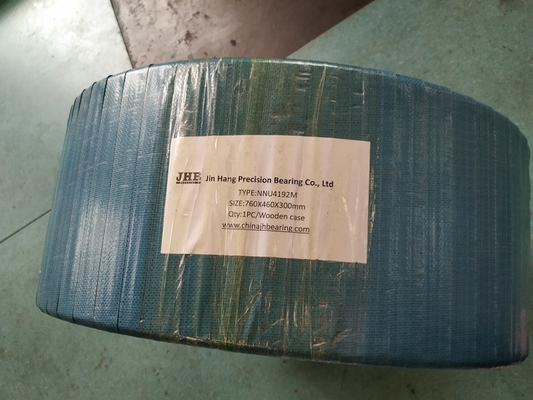 JHB Jin Hang Precision Bearing Co., Ltd
TYPE:NNU4192M
SIZE:760X460X300mm
Qty:1PC/Wooden case
www.chinajhbearing.com